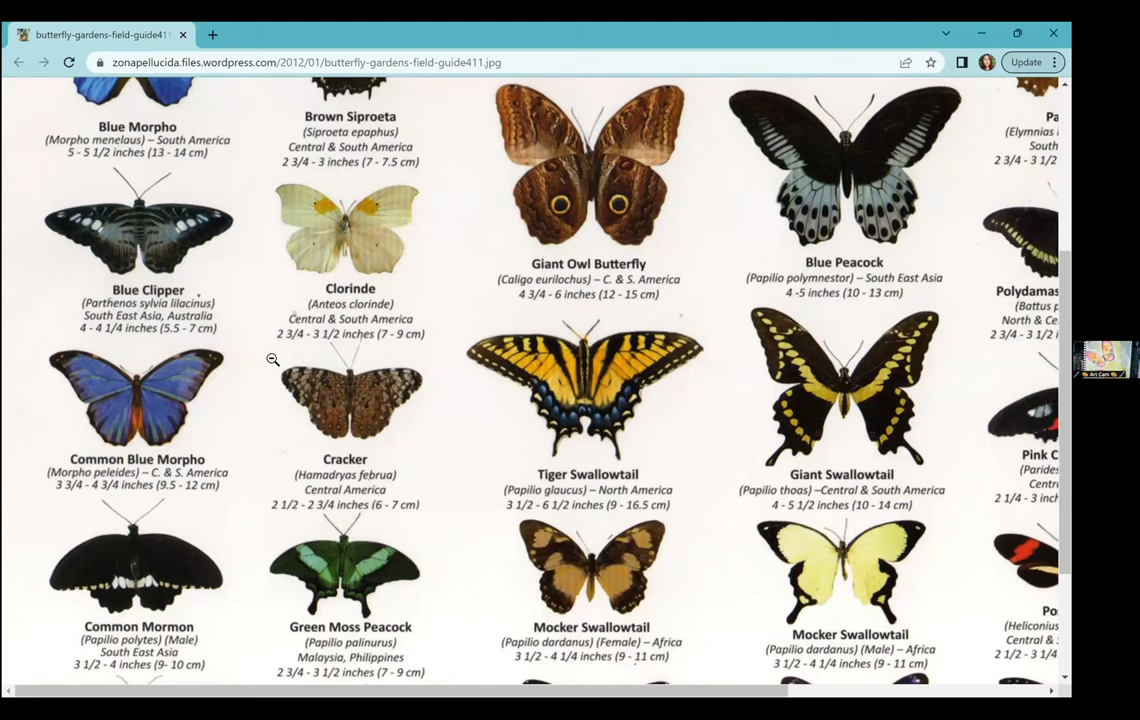 butterfly-gardens-field-guide411
zonapellucida.files.wordpress.com/2012/01/butterfly-gardens-field-guide411.jpg
Update
Blue Morpho
(Morpho menelaus) – South America
5 - 5 1/2 inches (13 - 14 cm)
Brown Siproeta
(Siproeta epaphus)
Central & South America
2 3/4 - 3 inches (7 - 7.5 cm)
Giant Owl Butterfly
(Caligo eurilochus) – C. & S. America
4 3/4 - 6 inches (12 - 15 cm)
Blue Peacock
(Papilio polymnestor) – South East Asia
4 -5 inches (10 - 13 cm)
Pa
(Elymnias
South
2 3/4 - 3 1/2
Blue Clipper
(Parthenos sylvia lilacinus)
South East Asia, Australia
4 - 4 1/4 inches (5.5 - 7 cm)
Clorinde
(Anteos clorinde)
Central & South America
2 3/4 - 3 1/2 inches (7 - 9 cm)
Polydamas
(Battus p
North & Ce
2 3/4 - 3 1/
Common Blue Morpho
(Morpho peleides) – C. & S. America
3 3/4 - 4 3/4 inches (9.5 - 12 cm)
Cracker
(Hamadryas februa)
Central America
2 1/2 - 2 3/4 inches (6 - 7 cm)
Tiger Swallowtail
(Papilio glaucus) – North America
3 1/2 - 6 1/2 inches (9 - 16.5 cm)
Giant Swallowtail
(Papilio thoas) –Central & South America
4 - 5 1/2 inches (10 - 14 cm)
Pink C
(Parides
Centr
2 1/4 - 3 inch
Common Mormon
(Papilio polytes) (Male)
South East Asia
3 1/2 - 4 inches (9- 10 cm)
Green Moss Peacock
(Papilio palinurus)
Malaysia, Philippines
2 3/4 - 3 1/2 inches (7 - 9 cm)
Mocker Swallowtail
(Papilio dardanus) (Female) – Africa
3 1/2 - 4 1/4 inches (9 - 11 cm)
Mocker Swallowtail
(Papilio dardanus) (Male) – Africa
3 1/2 - 4 1/4 inches (9 – 11 cm)
Po
(Heliconius
Central &
2 1/2 - 3 1/4
Art Cam